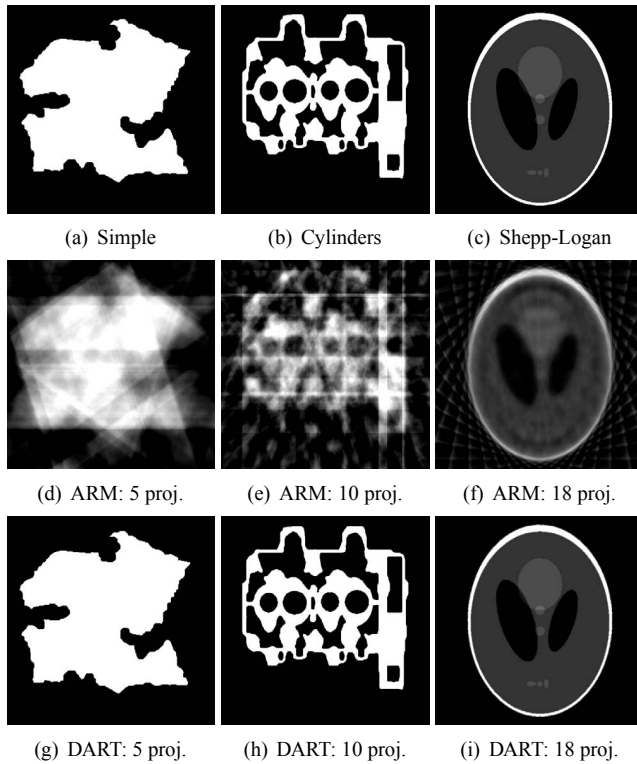 (a) Simple
(b) Cylinders
(c) Shepp-Logan
(d) ARM: 5 proj.
(e) ARM: 10 proj.
(f) ARM: 18 proj.
(g) DART: 5 proj.
(h) DART: 10 proj.
(i) DART: 18 proj.